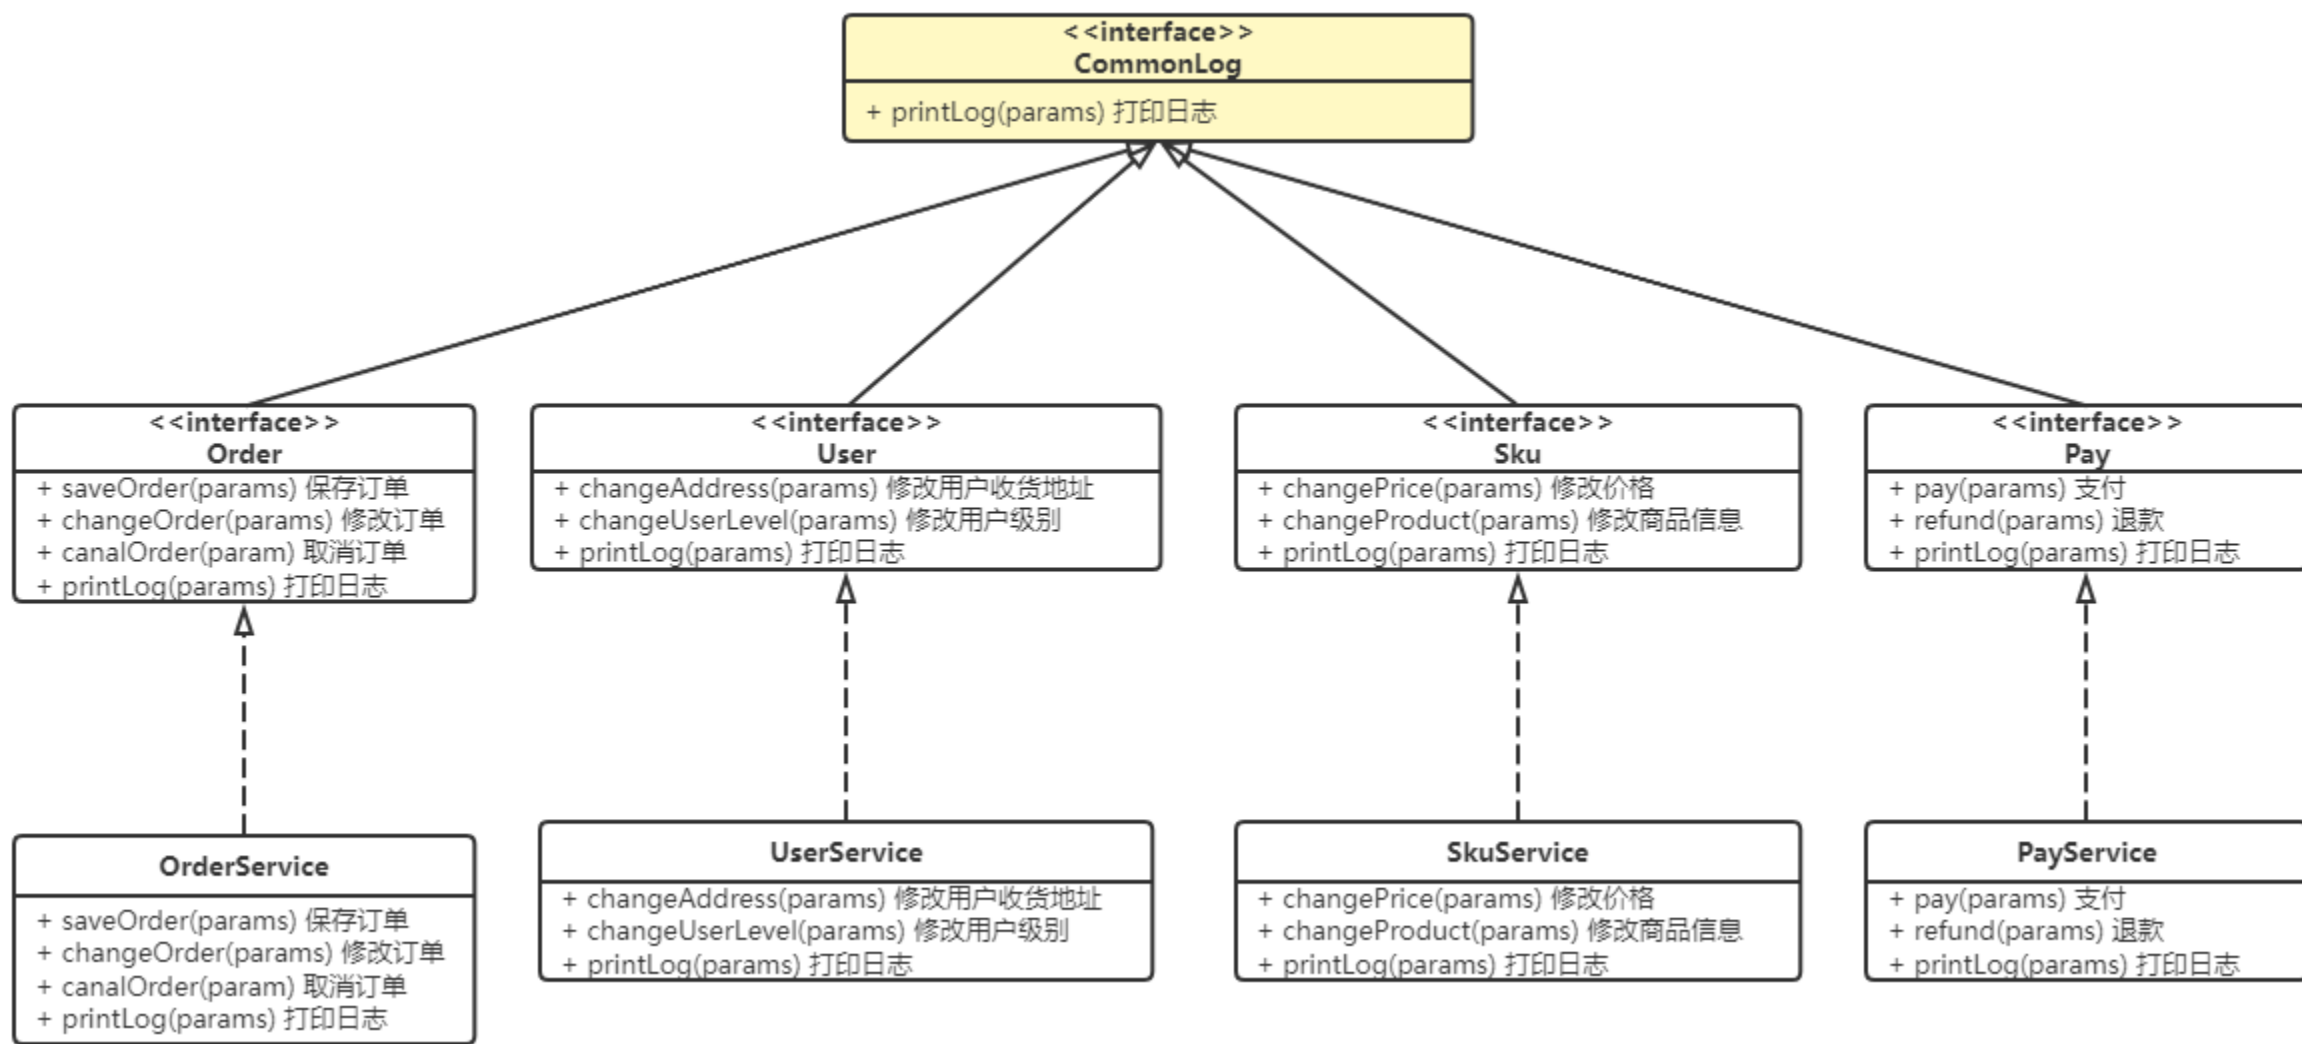 <<interface>>
CommonLog
+ printLog(params) 打印日志
<<interface>>
Order
+ saveOrder(params) 保存订单
+ changeOrder(params) 修改订单
+ canalOrder(param) 取消订单
+ printLog(params) 打印日志
<<interface>>
User
+ changeAddress(params) 修改用户收货地址
+ changeUserLevel(params) 修改用户级别
+ printLog(params) 打印日志
<<interface>>
Sku
+ changePrice(params) 修改价格
+ changeProduct(params) 修改商品信息
+ printLog(params) 打印日志
<<interface>>
Pay
+ pay(params) 支付
+ refund(params) 退款
+ printLog(params) 打印日志
OrderService
+ saveOrder(params) 保存订单
+ changeOrder(params) 修改订单
+ canalOrder(param) 取消订单
+ printLog(params) 打印日志
UserService
+ changeAddress(params) 修改用户收货地址
+ changeUserLevel(params) 修改用户级别
+ printLog(params) 打印日志
SkuService
+ changePrice(params) 修改价格
+ changeProduct(params) 修改商品信息
+ printLog(params) 打印日志
PayService
+ pay(params) 支付
+ refund(params) 退款
+ printLog(params) 打印日志